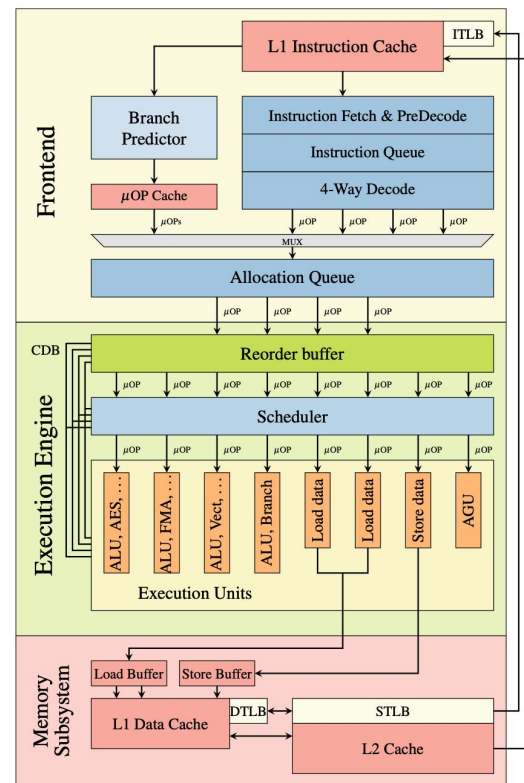 Frontend
L1 Instruction Cache
ITLB
Branch
Predictor
Instruction Fetch & PreDecode
Instruction Queue
μOP Cache
4-Way Decode
μOPs
μOP
μOP
μOP
μOP
MUX
Allocation Queue
μOP
μOP
μOP
μOP
Execution Engine
CDB
Reorder buffer
μOP
μOP
μOP
μOP
μOP
μOP
μOP
μOP
Scheduler
μOP
μOP
μOP
μOP
μOP
μOP
μOP
μOP
ALU, AES, ...
ALU, FMA, ...
ALU, Vect, ...
ALU, Branch
Load data
Load data
Store data
AGU
Execution Units
Memory
Subsystem
Load Buffer
Store Buffer
L1 Data Cache
DTLB
STLB
L2 Cache